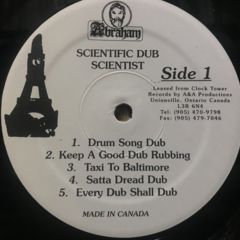 Abraham
SCIENTIFIC DUB
SCIENTIST
Side 1
Leased from Clock Tower
Records by A&A Productions
Unionville, Ontario Canada
L3R 6N4
Tel: (905) 470-9798
Fax: (905) 479-7046
1. Drum Song Dub
2. Keep A Good Dub Rubbing
3. Taxi To Baltimore
4. Satta Dread Dub
5. Every Dub Shall Dub
MADE IN CANADA